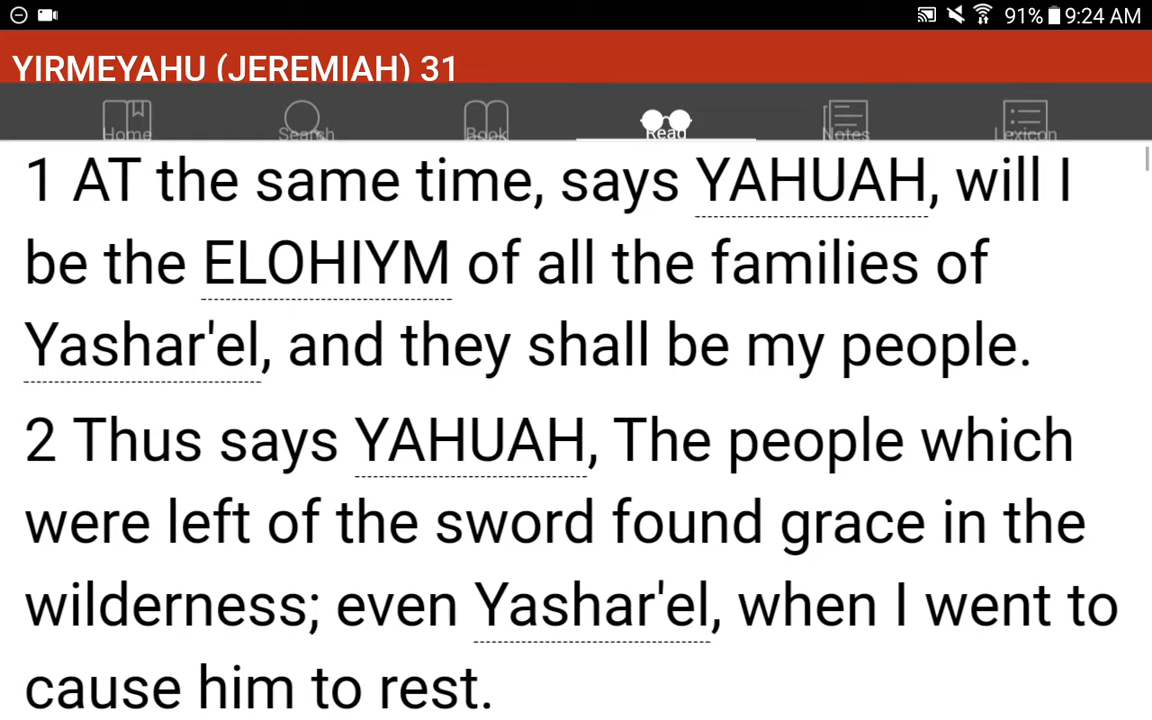 91% 9:24 AM
YIRMEYAHU (JEREMIAH) 31
Home Search Book Read Notes Lexicon
1 AT the same time, says YAHUAH, will I
be the ELOHIYM of all the families of
Yashar'el, and they shall be my people.
2 Thus says YAHUAH, The people which
were left of the sword found grace in the
wilderness; even Yashar'el, when I went to
cause him to rest.